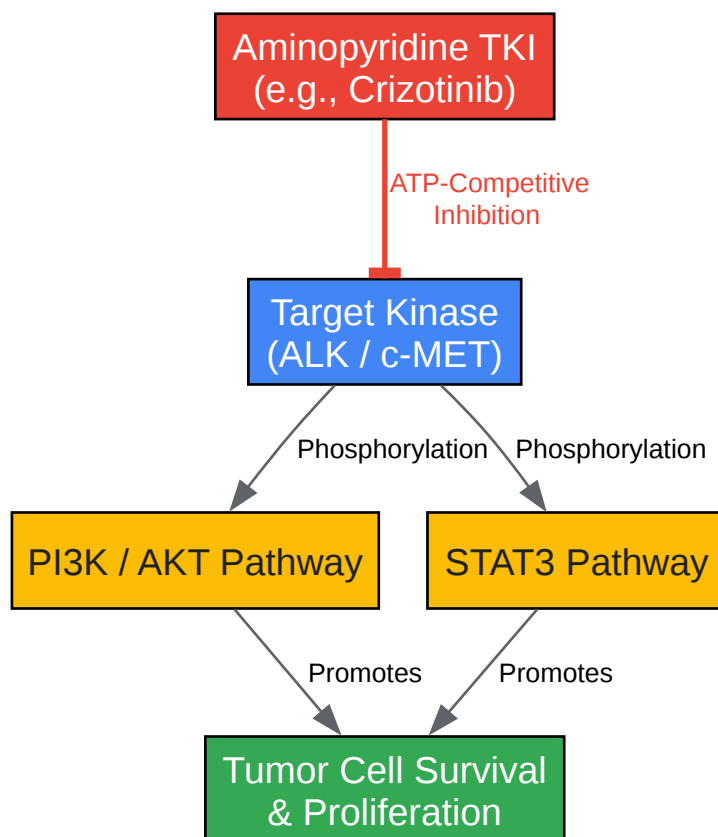 Aminopyridine TKI
(e.g., Crizotinib)
ATP-Competitive
Inhibition
Target Kinase
(ALK / c-MET)
Phosphorylation
Phosphorylation
PI3K / AKT Pathway
STAT3 Pathway
Promotes
Promotes
Tumor Cell Survival
& Proliferation